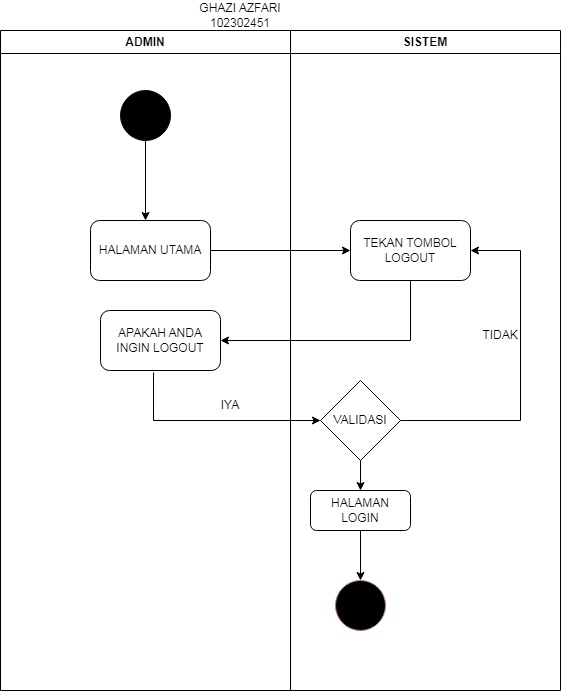 GHAZI AZFARI
102302451
ADMIN
SISTEM
HALAMAN UTAMA
TEKAN TOMBOL
LOGOUT
APAKAH ANDA
INGIN LOGOUT
TIDAK
IYA
VALIDASI
HALAMAN
LOGIN